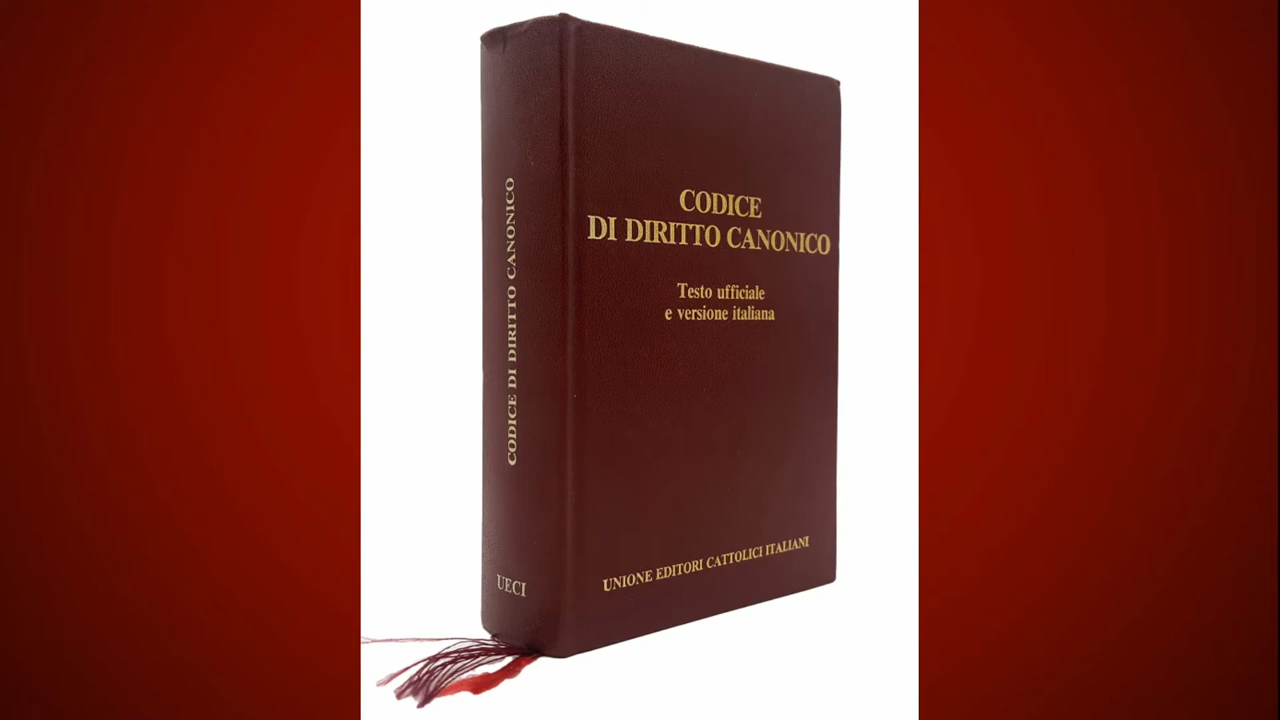 CODICE DI DIRITTO CANONICO
UECI
CODICE
DI DIRITTO CANONICO
Testo ufficiale
e versione italiana
UNIONE EDITORI CATTOLICI ITALIANI